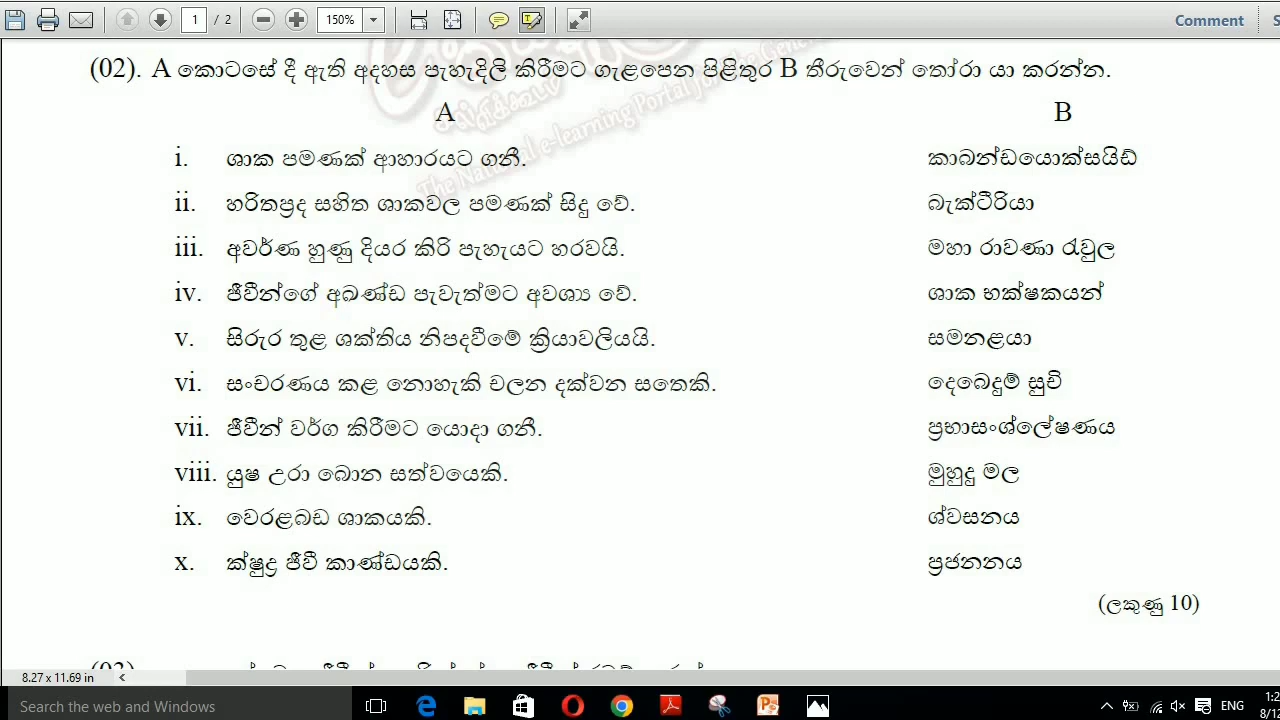 1 / 2 150% Comment
(02). A කොටසේ දී ඇති අදහස පැහැදිලි කිරීමට ගැළපෙන පිළිතුර B තීරුවෙන් තෝරා යා කරන්න.
A B
i. ශාක පමණක් ආහාරයට ගනී. කාබන්ඩයොක්සයිඩ්
ii. හරිතප්‍රද සහිත ශාකවල පමණක් සිදු වේ. බැක්ටීරියා
iii. අවර්ණ හුණු දියර කිරි පැහැයට හරවයි. මහා රාවණා රැවුල
iv. ජීවීන්ගේ අඛණ්ඩ පැවැත්මට අවශ්‍ය වේ. ශාක භක්ෂකයන්
v. සිරුර තුළ ශක්තිය නිපදවීමේ ක්‍රියාවලියයි. සමනළයා
vi. සංචරණය කළ නොහැකි චලන දක්වන සතෙකි. දෙබෙදුම් සුචි
vii. ජීවීන් වර්ග කිරීමට යොදා ගනී. ප්‍රභාසංශ්ලේෂණය
viii. යුෂ උරා බොන සත්වයෙකි. මුහුදු මල
ix. වෙරළබඩ ශාකයකි. ශ්වසනය
x. ක්ෂුද්‍ර ජීවී කාණ්ඩයකි. ප්‍රජනනය
(ලකුණු 10)
8.27 x 11.69 in
Search the web and Windows ENG